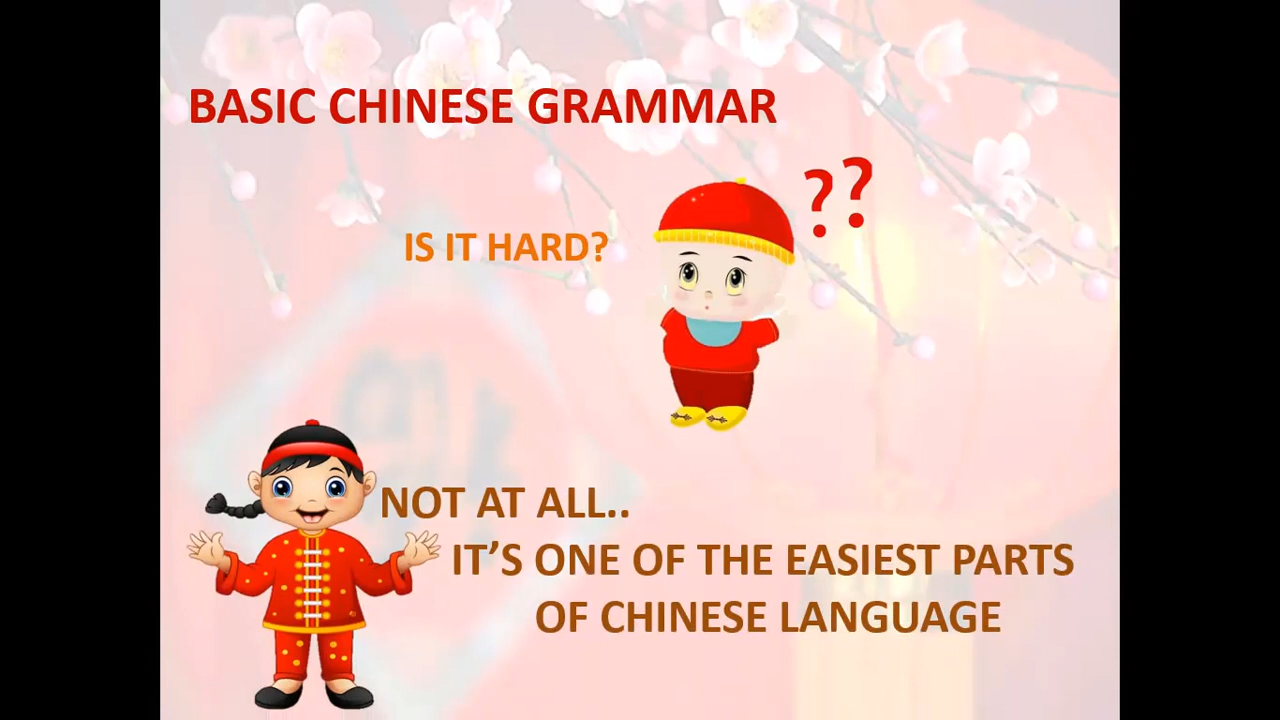 BASIC CHINESE GRAMMAR
??
IS IT HARD?
NOT AT ALL..
IT’S ONE OF THE EASIEST PARTS
OF CHINESE LANGUAGE